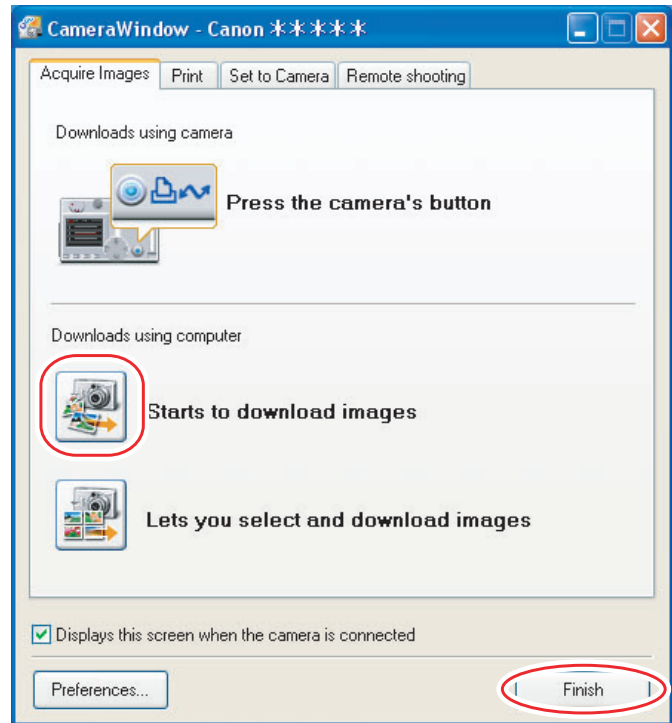 CameraWindow - Canon *****
Acquire Images Print Set to Camera Remote shooting
Downloads using camera
Press the camera's button
Downloads using computer
Starts to download images
Lets you select and download images
Displays this screen when the camera is connected
Preferences... Finish